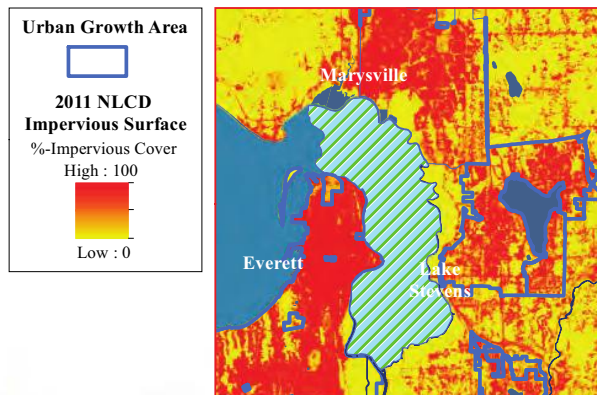 Urban Growth Area
2011 NLCD
Impervious Surface
%-Impervious Cover
High : 100
Low : 0
Marysville
Everett
Lake
Stevens